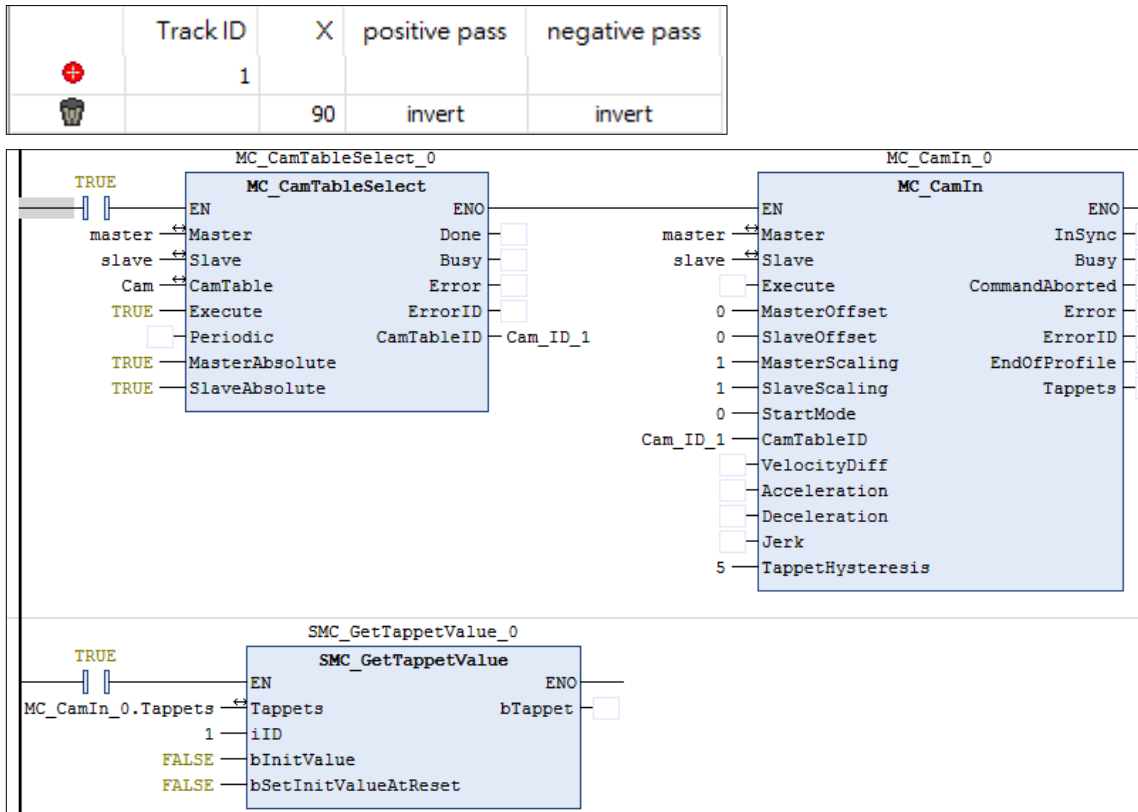 Track ID X positive pass negative pass
1
90 invert invert
MC_CamTableSelect_0
TRUE
MC_CamTableSelect
EN ENO
master Master Done
slave Slave Busy
Cam CamTable Error
TRUE Execute ErrorID
Periodic CamTableID Cam_ID_1
TRUE MasterAbsolute
TRUE SlaveAbsolute
MC_CamIn_0
MC_CamIn
EN ENO
master Master InSync
slave Slave Busy
Execute CommandAborted
0 MasterOffset Error
0 SlaveOffset ErrorID
1 MasterScaling EndOfProfile
1 SlaveScaling Tappets
0 StartMode
Cam_ID_1 CamTableID
VelocityDiff
Acceleration
Deceleration
Jerk
5 TappetHysteresis
SMC_GetTappetValue_0
TRUE
SMC_GetTappetValue
EN ENO
MC_CamIn_0.Tappets Tappets bTappet
1 iID
FALSE bInitValue
FALSE bSetInitValueAtReset